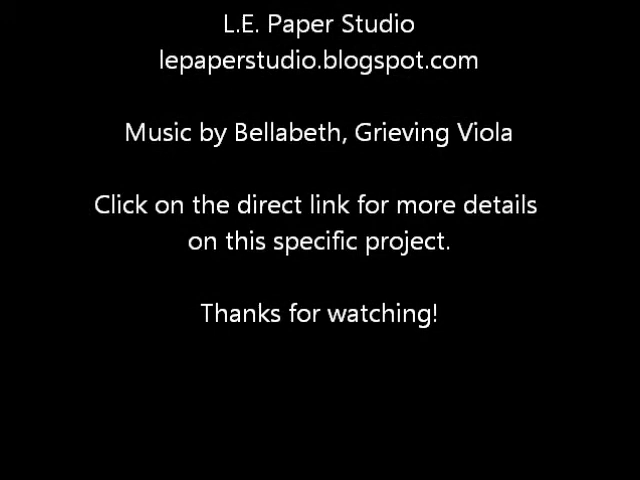 L.E. Paper Studio
lepaperstudio.blogspot.com
Music by Bellabeth, Grieving Viola
Click on the direct link for more details
on this specific project.
Thanks for watching!